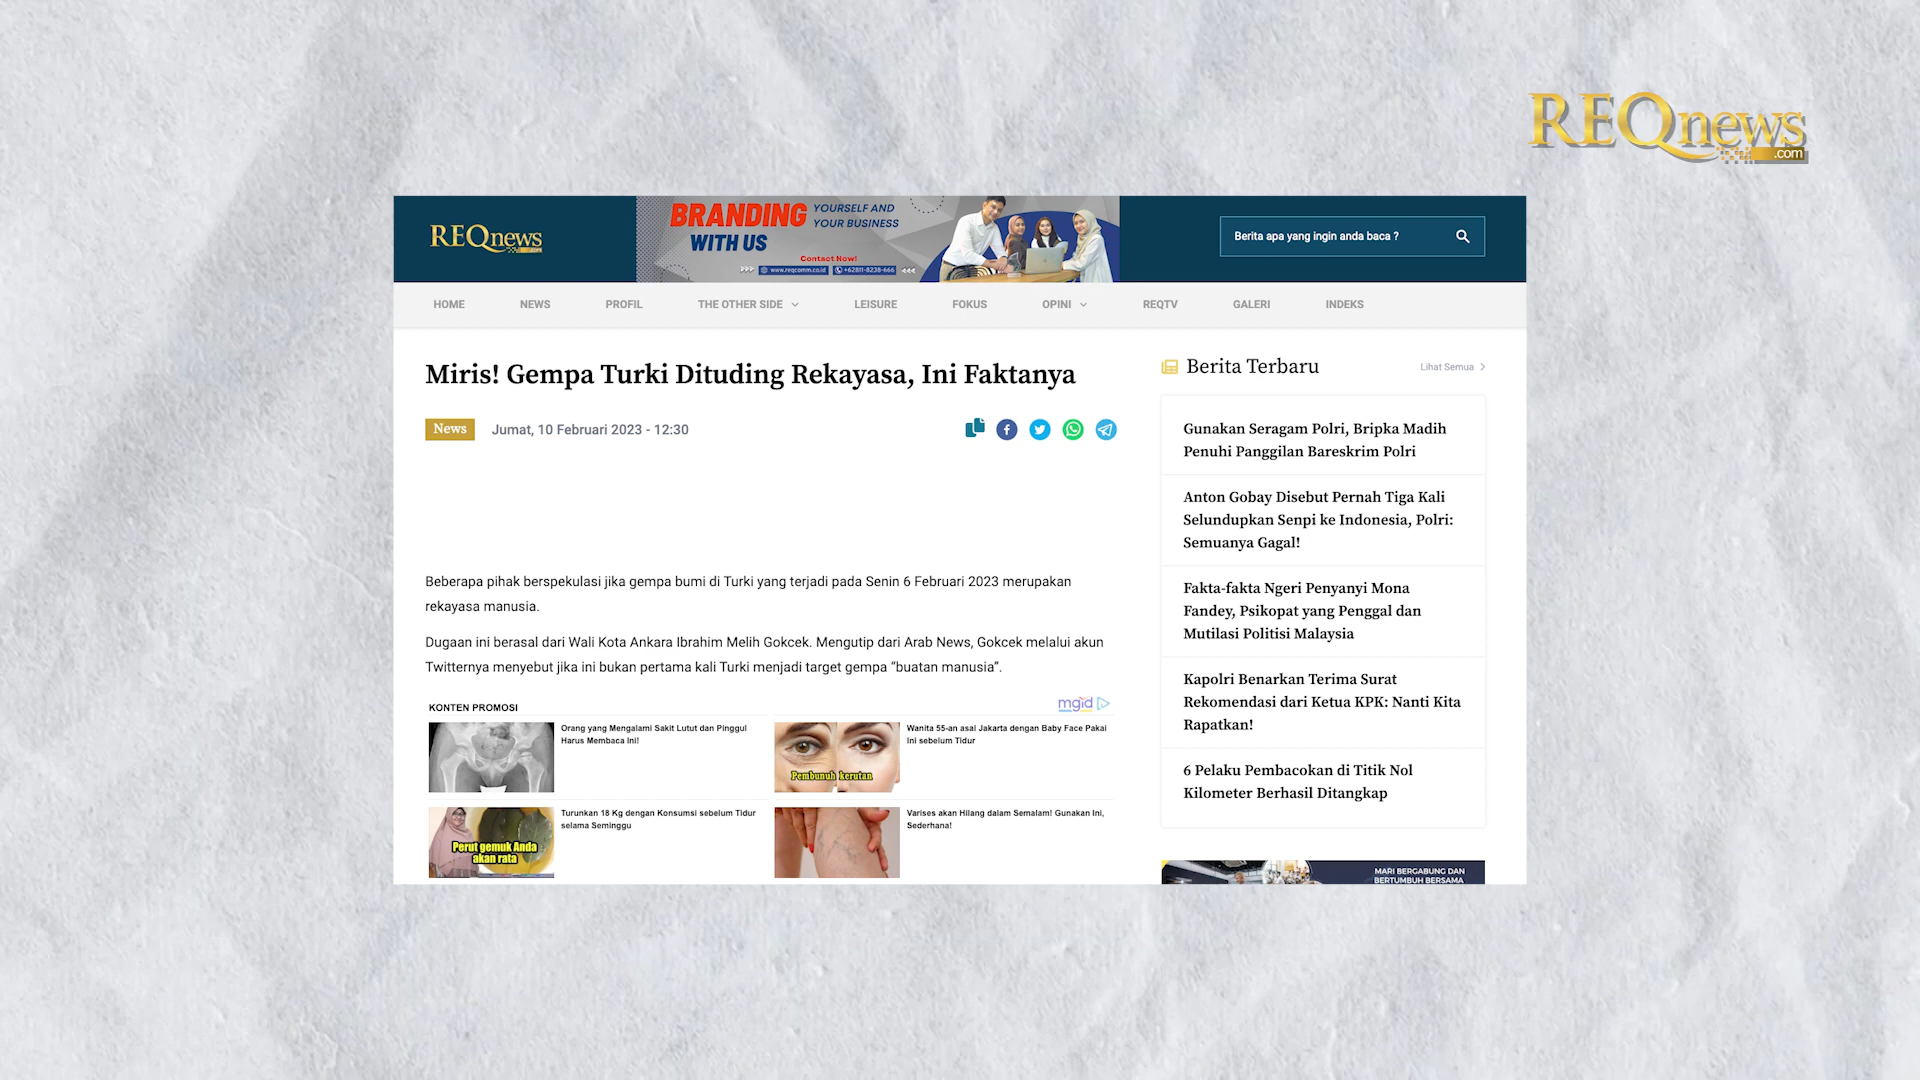 REQnews
.com
REQnews
BRANDING
YOURSELF AND
YOUR BUSINESS
WITH US
Contact Now!
www.reqcomm.co.id
+62811-8238-666
Berita apa yang ingin anda baca ?
HOME NEWS PROFIL THE OTHER SIDE LEISURE FOKUS OPINI REQTV GALERI INDEKS
Miris! Gempa Turki Dituding Rekayasa, Ini Faktanya
News
Jumat, 10 Februari 2023 - 12:30
Beberapa pihak berspekulasi jika gempa bumi di Turki yang terjadi pada Senin 6 Februari 2023 merupakan
rekayasa manusia.
Dugaan ini berasal dari Wali Kota Ankara Ibrahim Melih Gokcek. Mengutip dari Arab News, Gokcek melalui akun
Twitternya menyebut jika ini bukan pertama kali Turki menjadi target gempa “buatan manusia”.
KONTEN PROMOSI
mgid
Orang yang Mengalami Sakit Lutut dan Pinggul
Harus Membaca Ini!
Pembunuh kerutan
Wanita 55-an asal Jakarta dengan Baby Face Pakai
Ini sebelum Tidur
Perut gemuk Anda
akan rata
Turunkan 18 Kg dengan Konsumsi sebelum Tidur
selama Seminggu
Varises akan Hilang dalam Semalam! Gunakan Ini,
Sederhana!
Berita Terbaru
Lihat Semua
Gunakan Seragam Polri, Bripka Madih
Penuhi Panggilan Bareskrim Polri
Anton Gobay Disebut Pernah Tiga Kali
Selundupkan Senpi ke Indonesia, Polri:
Semuanya Gagal!
Fakta-fakta Ngeri Penyanyi Mona
Fandey, Psikopat yang Penggal dan
Mutilasi Politisi Malaysia
Kapolri Benarkan Terima Surat
Rekomendasi dari Ketua KPK: Nanti Kita
Rapatkan!
6 Pelaku Pembacokan di Titik Nol
Kilometer Berhasil Ditangkap
MARI BERGABUNG DAN
BERTUMBUH BERSAMA